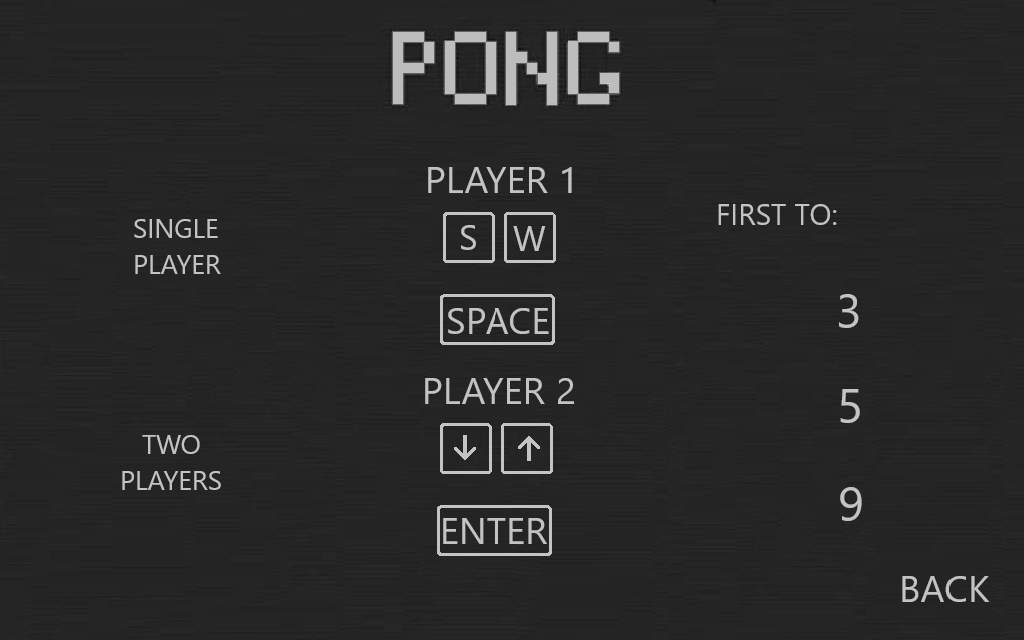 PONG
SINGLE
PLAYER
TWO
PLAYERS
PLAYER 1
S W
SPACE
PLAYER 2
↓ ↑
ENTER
FIRST TO:
3
5
9
BACK